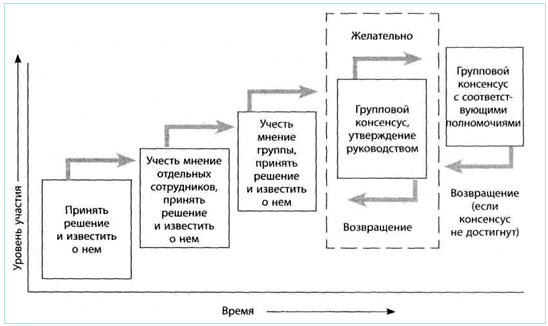 Уровень участия
Принять
решение
и известить
о нем
Учесть мнение
отдельных
сотрудников,
принять
решение
и известить
о нем
Учесть
мнение
группы,
принять
решение
и известить
о нем
Желательно
Групповой
консенсус,
утверждение
руководством
Возвращение
Групповой
консенсус
с соответст-
вующими
полномочиями
Возвращение
(если
консенсус
не достигнут)
Время